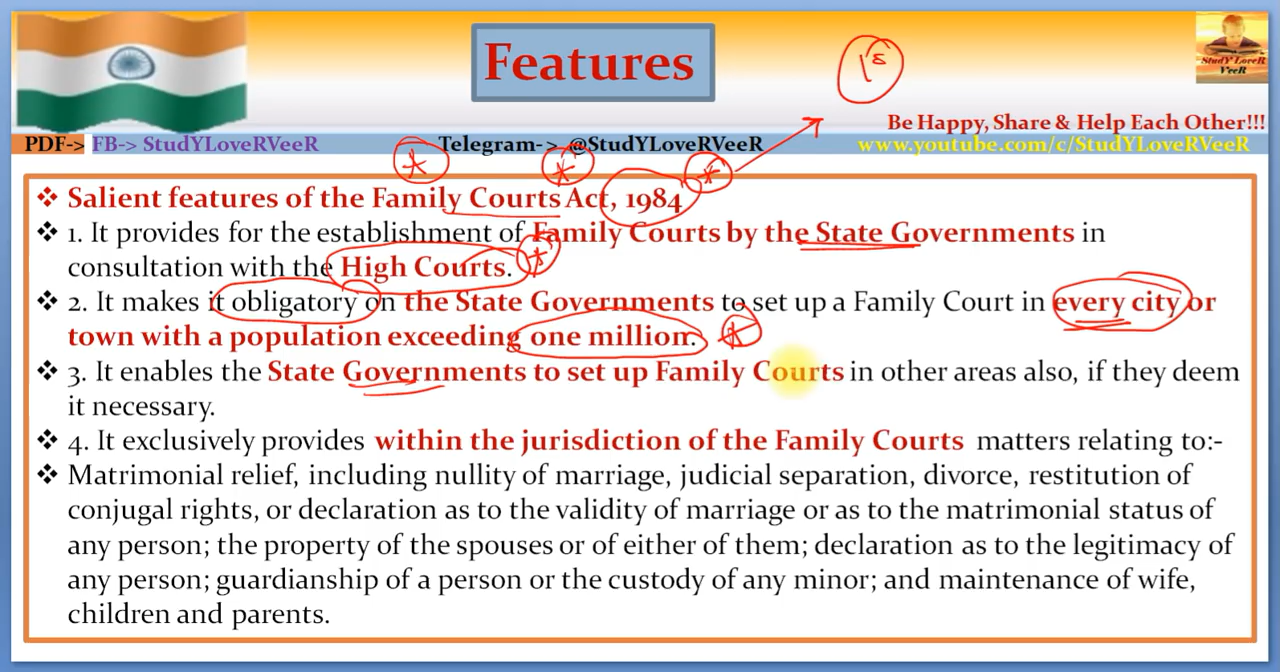 Features
StudY LoveR
VeeR
Be Happy, Share & Help Each Other!!!
PDF-> FB-> StudYLoveRVeeR Telegram-> @StudYLoveRVeeR www.youtube.com/c/StudYLoveRVeeR
❖ Salient features of the Family Courts Act, 1984
❖ 1. It provides for the establishment of Family Courts by the State Governments in
consultation with the High Courts.
❖ 2. It makes it obligatory on the State Governments to set up a Family Court in every city or
town with a population exceeding one million.
❖ 3. It enables the State Governments to set up Family Courts in other areas also, if they deem
it necessary.
❖ 4. It exclusively provides within the jurisdiction of the Family Courts matters relating to:-
❖ Matrimonial relief, including nullity of marriage, judicial separation, divorce, restitution of
conjugal rights, or declaration as to the validity of marriage or as to the matrimonial status of
any person; the property of the spouses or of either of them; declaration as to the legitimacy of
any person; guardianship of a person or the custody of any minor; and maintenance of wife,
children and parents.